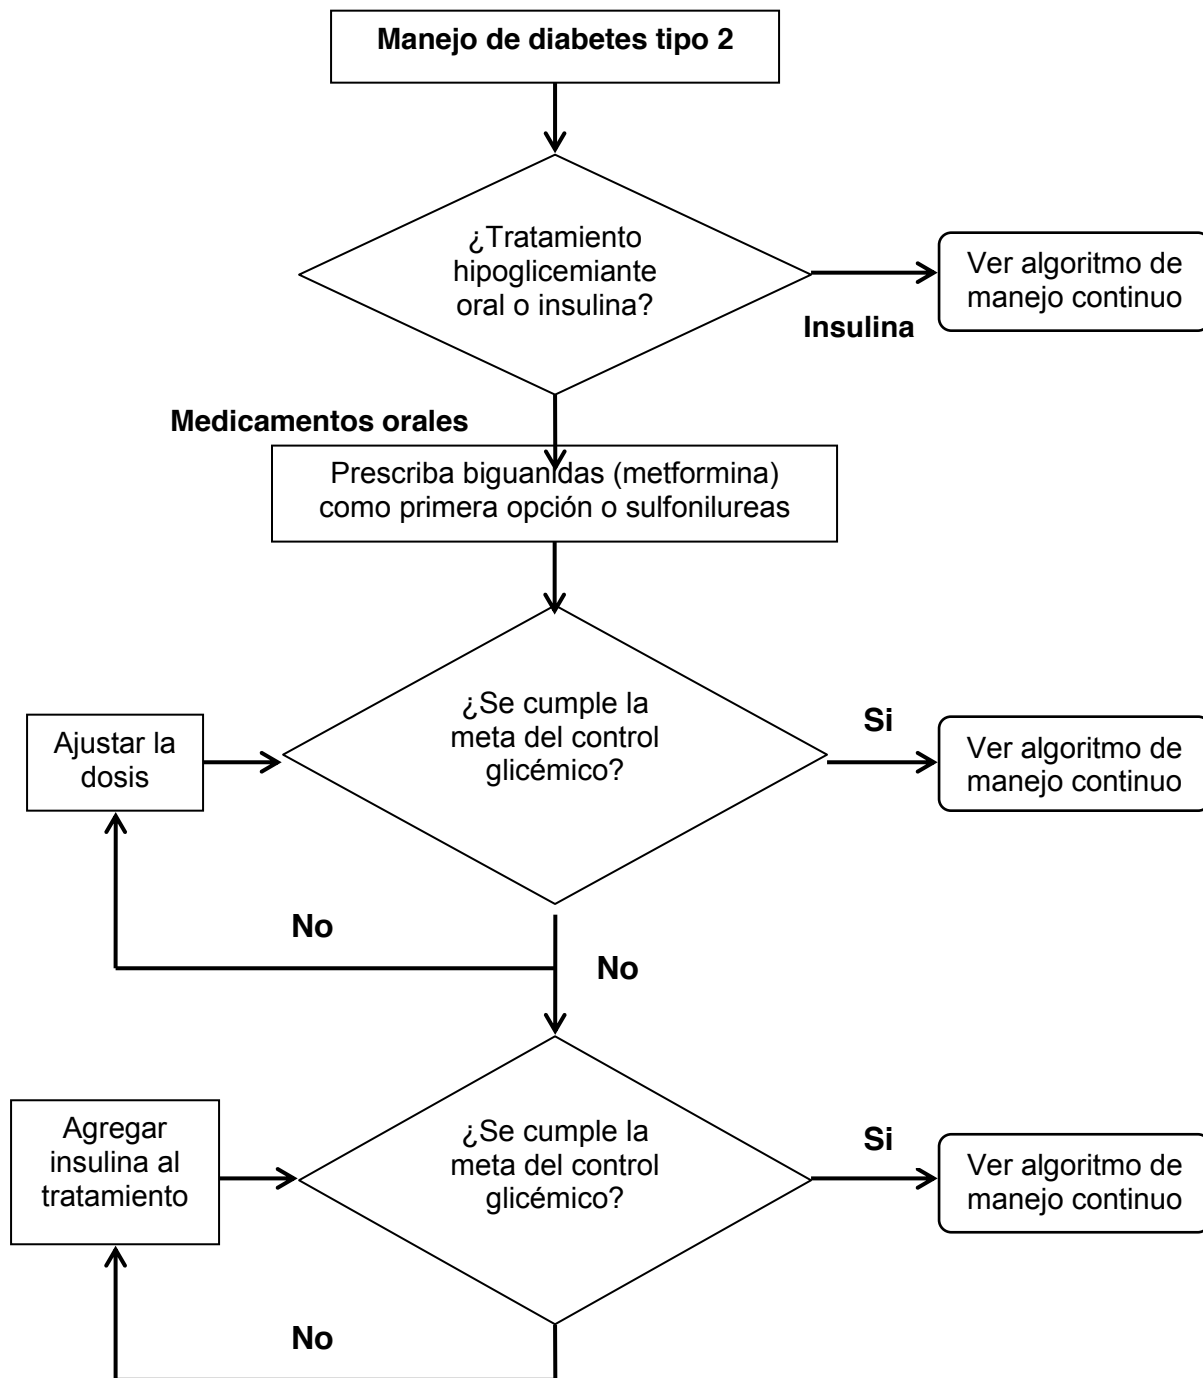 Manejo de diabetes tipo 2
¿Tratamiento
hipoglicemiante
oral o insulina?
Insulina
Ver algoritmo de
manejo continuo
Medicamentos orales
Prescriba biguanidas (metformina)
como primera opción o sulfonilureas
¿Se cumple la
meta del control
glicémico?
Si
Ver algoritmo de
manejo continuo
Ajustar la
dosis
No
No
¿Se cumple la
meta del control
glicémico?
Si
Ver algoritmo de
manejo continuo
Agregar
insulina al
tratamiento
No